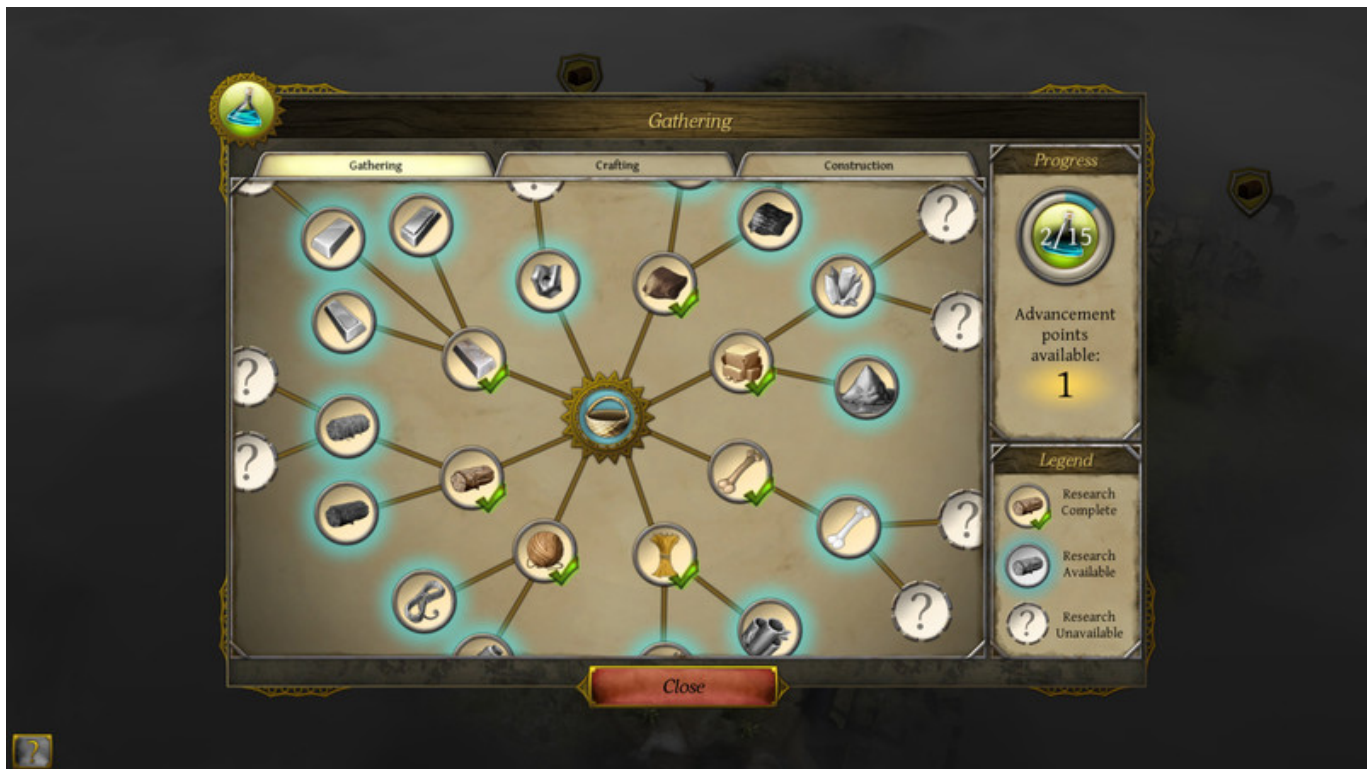 Gathering
Gathering
Crafting
Construction
Progress
2/15
Advancement
points
available:
1
?
?
?
?
?
?
?
Legend
Research
Complete
Research
Available
?
Research
Unavailable
Close
?